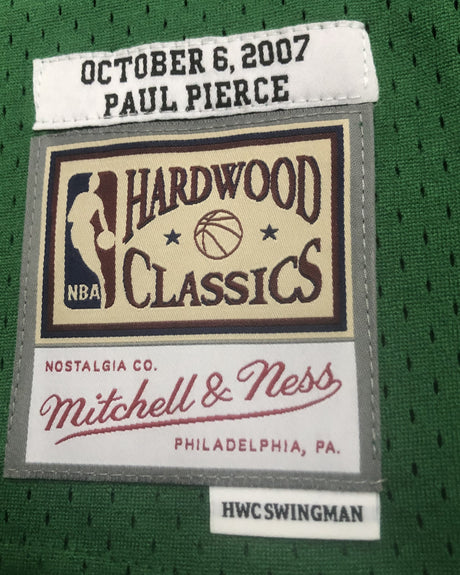 OCTOBER 6, 2007
PAUL PIERCE
HARDWOOD
CLASSICS
NBA
NOSTALGIA CO.
Mitchell & Ness
PHILADELPHIA, PA.
HWC SWINGMAN